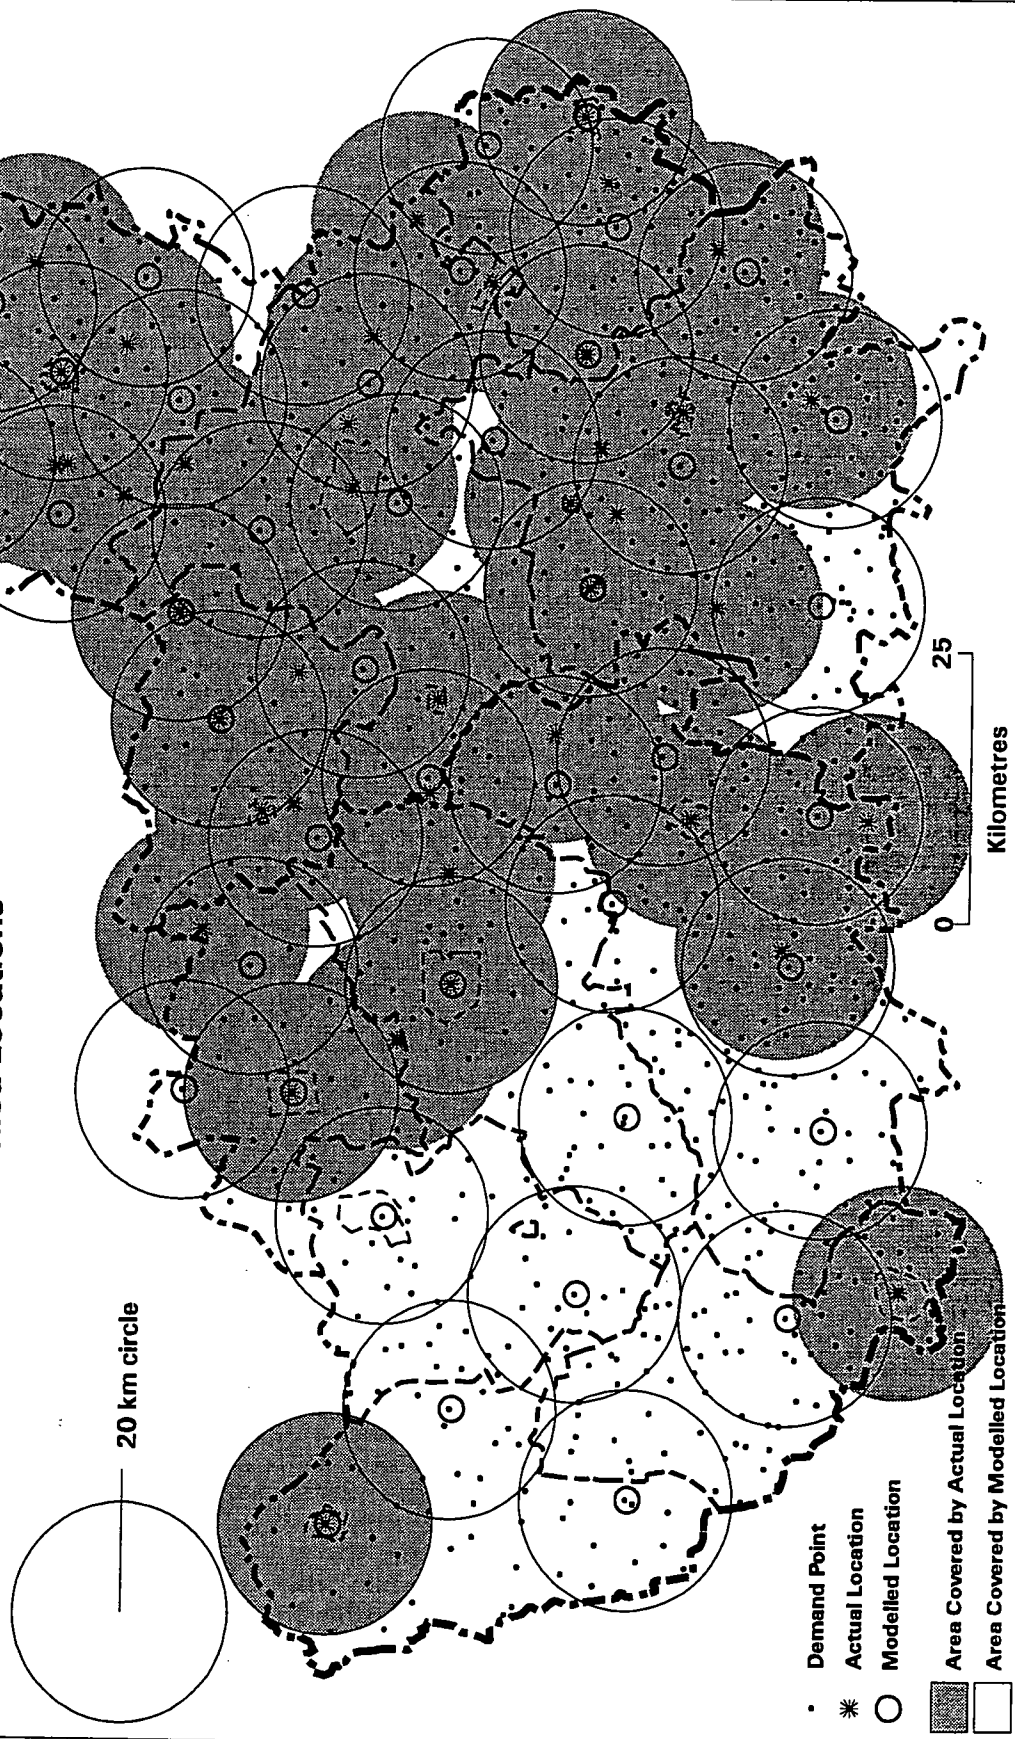 20 km circle
Demand Point
Actual Location
Modelled Location
Area Covered by Actual Location
Area Covered by Modelled Location
0 25
Kilometres